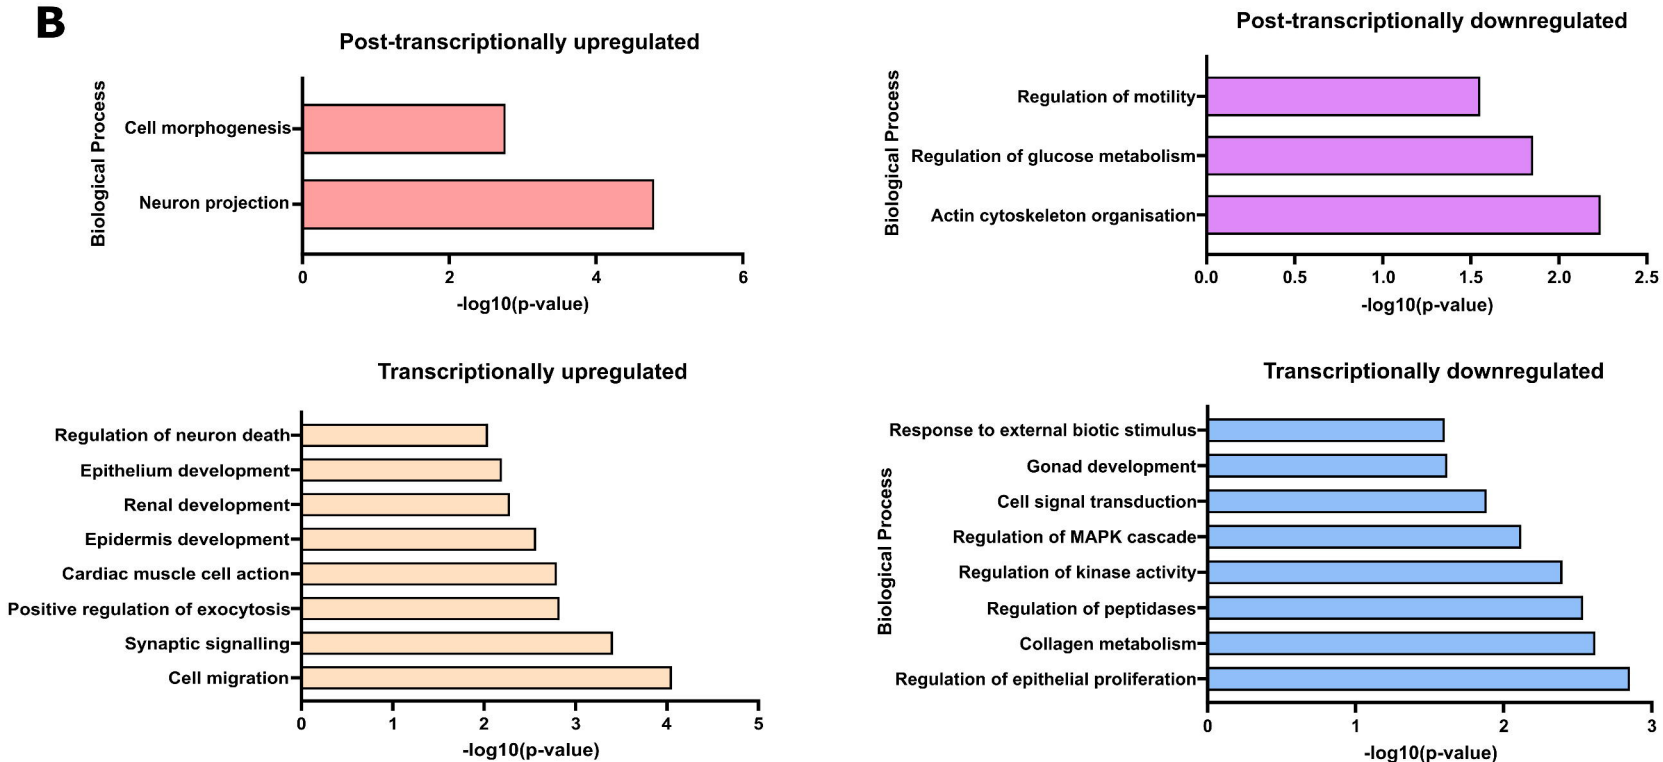 B
Post-transcriptionally upregulated
Biological Process
Cell morphogenesis
Neuron projection
0 2 4 6
-log10(p-value)
Post-transcriptionally downregulated
Biological Process
Regulation of motility
Regulation of glucose metabolism
Actin cytoskeleton organisation
0.0 0.5 1.0 1.5 2.0 2.5
-log10(p-value)
Transcriptionally upregulated
Regulation of neuron death
Epithelium development
Renal development
Epidermis development
Cardiac muscle cell action
Positive regulation of exocytosis
Synaptic signalling
Cell migration
0 1 2 3 4 5
-log10(p-value)
Transcriptionally downregulated
Biological Process
Response to external biotic stimulus
Gonad development
Cell signal transduction
Regulation of MAPK cascade
Regulation of kinase activity
Regulation of peptidases
Collagen metabolism
Regulation of epithelial proliferation
0 1 2 3
-log10(p-value)